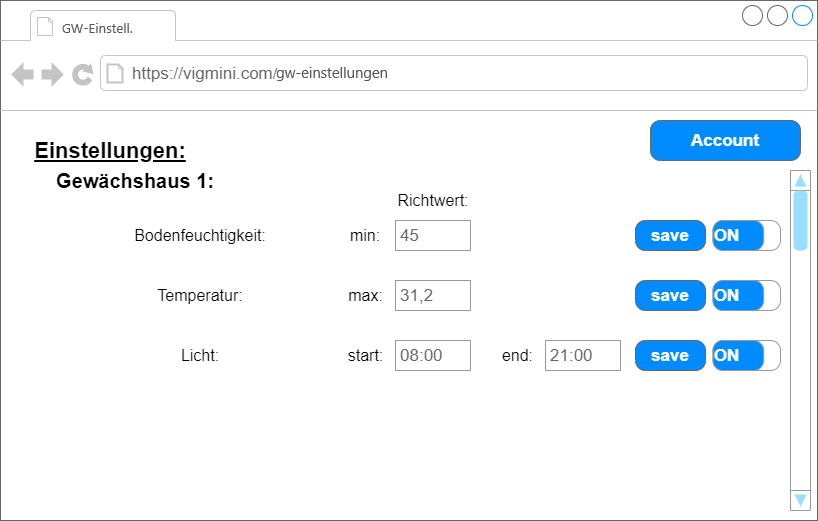 GW-Einstell.
https://vigmini.com/gw-einstellungen
Account
Einstellungen:
Gewächshaus 1:
Richtwert:
Bodenfeuchtigkeit: min: 45 save ON
Temperatur: max: 31,2 save ON
Licht: start: 08:00 end: 21:00 save ON